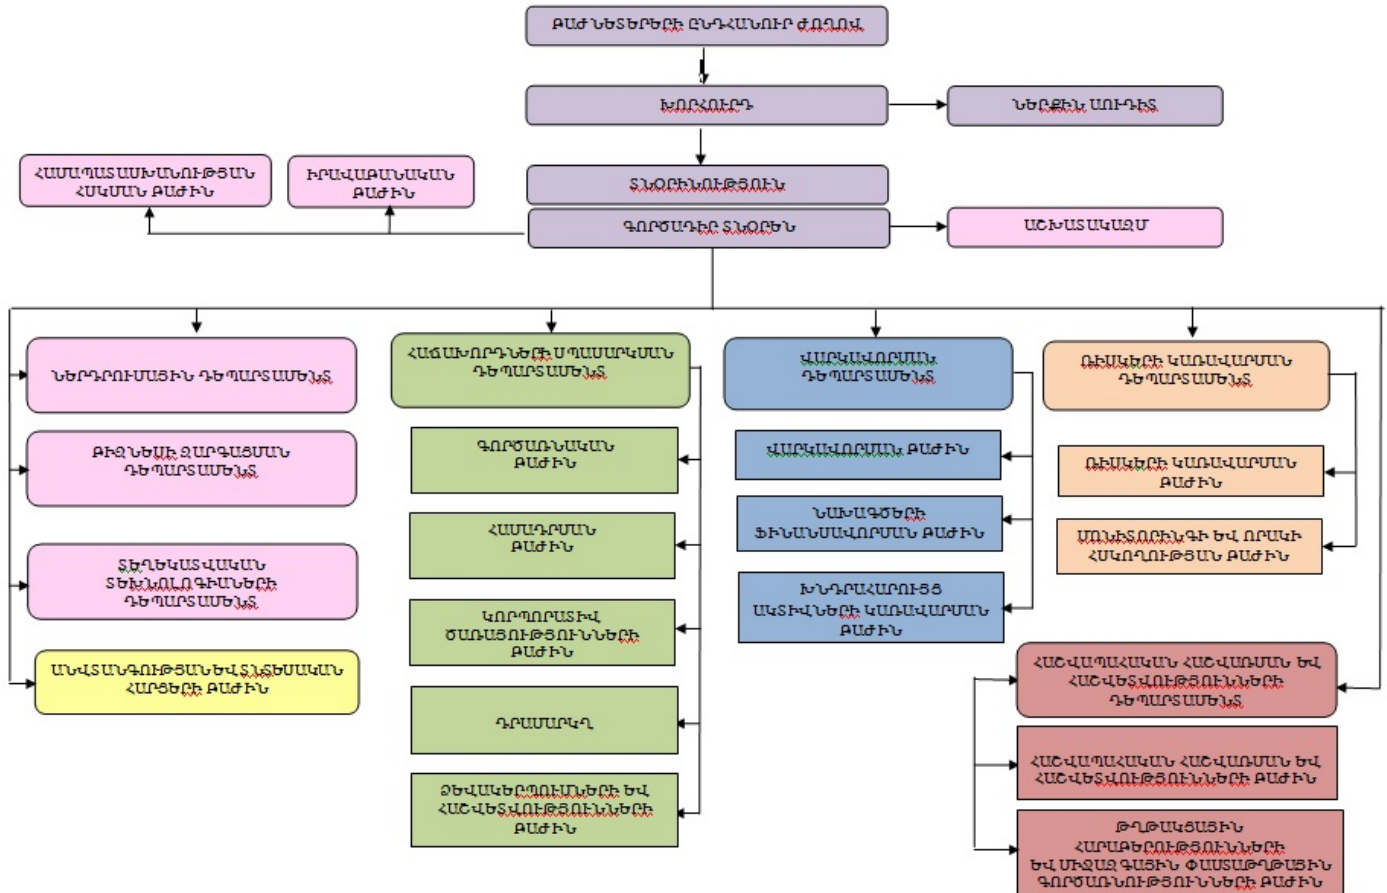 ԲԱԺՆԵՏԵՐԵՐԻ ԸՆԴՀԱՆՈՒՐ ԺՈՂՈՎ
ԽՈՐՀՈՒՐԴ
ՆԵՐՔԻՆ ԱՈՒԴԻՏ
ՀԱՄԱՊԱՏԱՍԽԱՆՈՒԹՅԱՆ
ՀՍԿՄԱՆ ԲԱԺԻՆ
ԻՐԱՎԱԲԱՆԱԿԱՆ
ԲԱԺԻՆ
ՏՆՕՐԻՆՈՒԹՅՈՒՆ
ԳՈՐԾԱԴԻՐ ՏՆՕՐԵՆ
ԱՇԽԱՏԱԿԱԶՄ
ՆԵՐԴՐՈՒՄԱՅԻՆ ԴԵՊԱՐՏԱՄԵՆՏ
ԲԻԶՆԵՍԻ ԶԱՐԳԱՑՄԱՆ
ԴԵՊԱՐՏԱՄԵՆՏ
ՏԵՂԵԿԱՏՎԱԿԱՆ
ՏԵԽՆՈԼՈԳԻԱՆԵՐԻ
ԴԵՊԱՐՏԱՄԵՆՏ
ԱՆՎՏԱՆԳՈՒԹՅԱՆ ԵՎ ՏՆՏԵՍԱԿԱՆ
ՀԱՐՑԵՐԻ ԲԱԺԻՆ
ՀԱՃԱԽՈՐԴՆԵՐԻ ՍՊԱՍԱՐԿՄԱՆ
ԴԵՊԱՐՏԱՄԵՆՏ
ԳՈՐԾԱՌՆԱԿԱՆ
ԲԱԺԻՆ
ՀԱՄԱԴՐՄԱՆ
ԲԱԺԻՆ
ԿՈՐՊՈՐԱՏԻՎ
ԾԱՌԱՅՈՒԹՅՈՒՆՆԵՐԻ
ԲԱԺԻՆ
ԴՐԱՄԱՐԿՂ
ՁԵՎԱԿԵՐՊՈՒՄՆԵՐԻ ԵՎ
ՀԱՇՎԵՏՎՈՒԹՅՈՒՆՆԵՐԻ
ԲԱԺԻՆ
ՎԱՐԿԱՎՈՐՄԱՆ
ԴԵՊԱՐՏԱՄԵՆՏ
ՎԱՐԿԱՎՈՐՄԱՆ ԲԱԺԻՆ
ՆԱԽԱԳԾԵՐԻ
ՖԻՆԱՆՍԱՎՈՐՄԱՆ ԲԱԺԻՆ
ԽՆԴՐԱՀԱՐՈՒՅՑ
ԱԿՏԻՎՆԵՐԻ ԿԱՌԱՎԱՐՄԱՆ
ԲԱԺԻՆ
ՌԻՍԿԵՐԻ ԿԱՌԱՎԱՐՄԱՆ
ԴԵՊԱՐՏԱՄԵՆՏ
ՌԻՍԿԵՐԻ ԿԱՌԱՎԱՐՄԱՆ
ԲԱԺԻՆ
ՄՈՆԻՏՈՐԻՆԳԻ ԵՎ ՈՐԱԿԻ
ՀՍԿՈՂՈՒԹՅԱՆ ԲԱԺԻՆ
ՀԱՇՎԱՊԱՀԱԿԱՆ ՀԱՇՎԱՌՄԱՆ ԵՎ
ՀԱՇՎԵՏՎՈՒԹՅՈՒՆՆԵՐԻ
ԴԵՊԱՐՏԱՄԵՆՏ
ՀԱՇՎԱՊԱՀԱԿԱՆ ՀԱՇՎԱՌՄԱՆ ԵՎ
ՀԱՇՎԵՏՎՈՒԹՅՈՒՆՆԵՐԻ ԲԱԺԻՆ
ԹՂԹԱԿՑԱՅԻՆ
ՀԱՐԱԲԵՐՈՒԹՅՈՒՆՆԵՐԻ
ԵՎ ՄԻՋԱԶԳԱՅԻՆ ՓԱՍՏԱԹՂԹԱՅԻՆ
ԳՈՐԾԱՌՆՈՒԹՅՈՒՆՆԵՐԻ ԲԱԺԻՆ